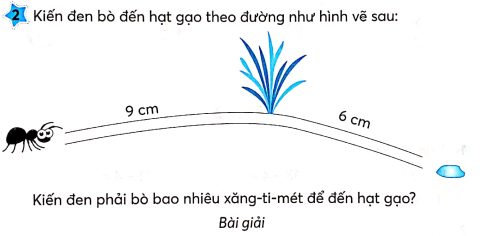 2 Kiến đen bò đến hạt gạo theo đường như hình vẽ sau:
9 cm
6 cm
Kiến đen phải bò bao nhiêu xăng-ti-mét để đến hạt gạo?
Bài giải